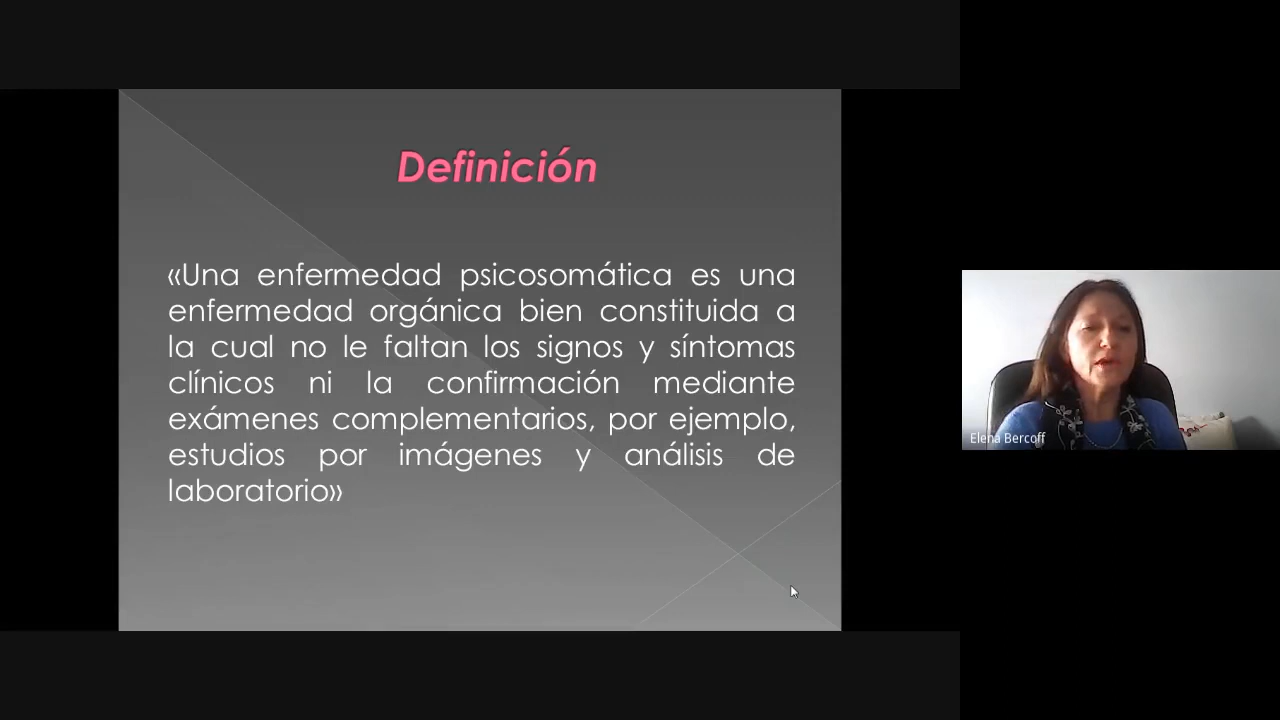 Definición
«Una enfermedad psicosomática es una
enfermedad orgánica bien constituida a
la cual no le faltan los signos y síntomas
clínicos ni la confirmación mediante
exámenes complementarios, por ejemplo,
estudios por imágenes y análisis de
laboratorio»
Elena Bercoff